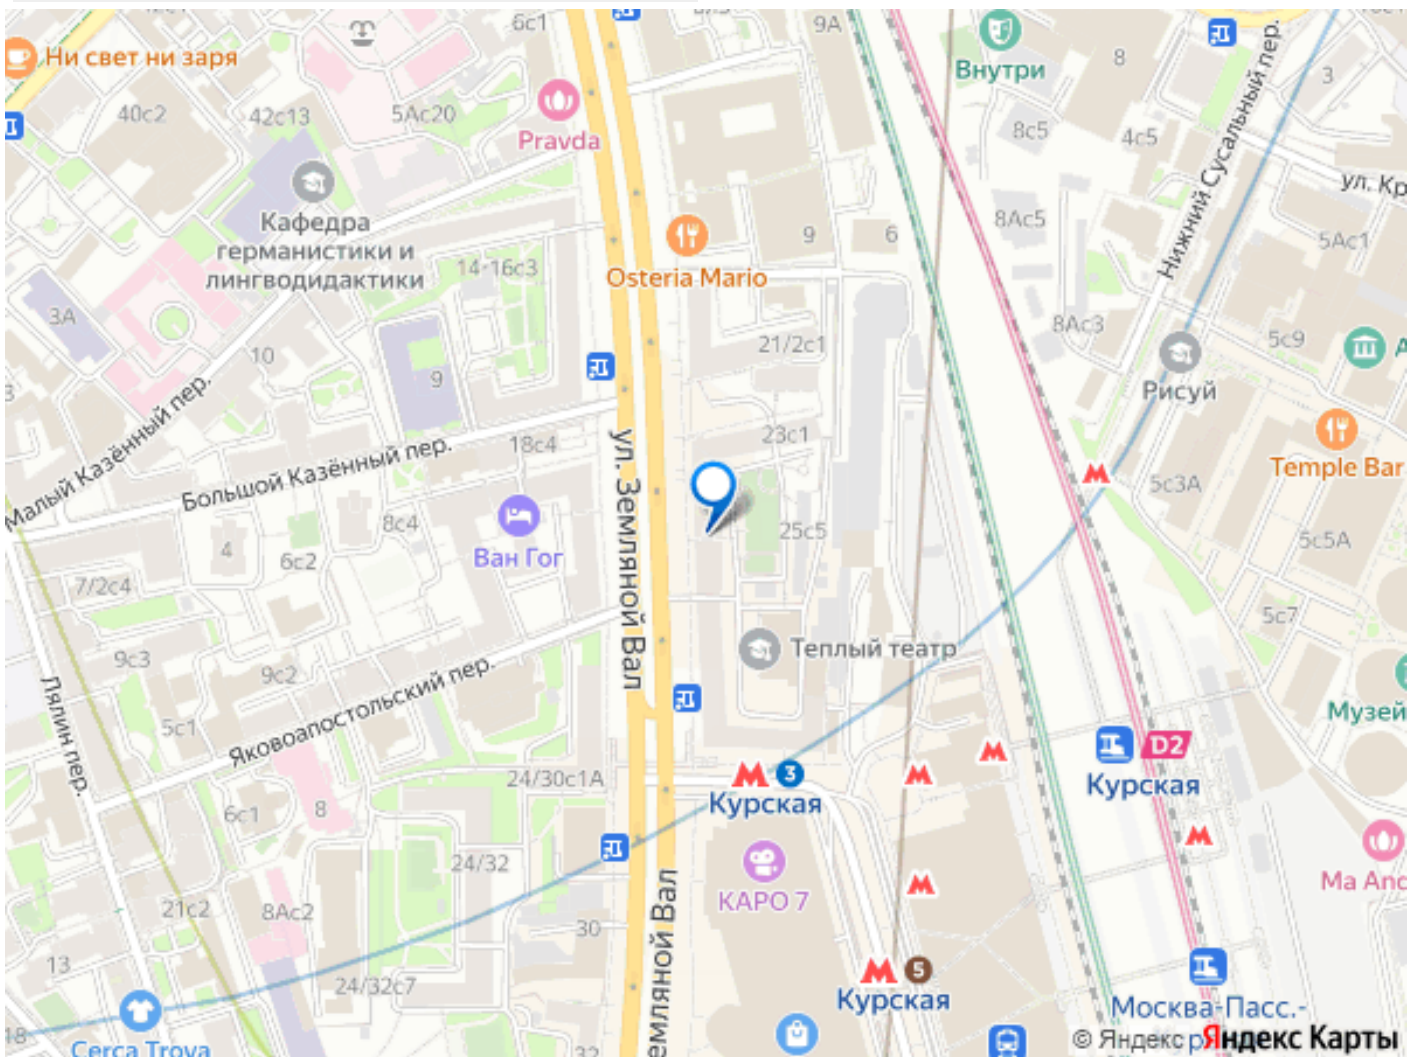 6с1
9А
Ни свет ни заря
Внутри
8
3
40с2
42с13
5Ас20
Pravda
8с5
4с5
Нижний Сусальный пер.
ул. Кр
Кафедра
германистики и
лингводидактики
14-16с3
9
6
8Ас5
5Ас1
Osteria Mario
3А
10
9
21/2с1
8Ас3
5с9
Рисуй
Малый Казённый пер.
Большой Казённый пер.
18с4
ул. Земляной Вал
23с1
Temple Bar
5с3А
8с4
4
6с2
Ван Гог
25с5
5с5А
7/2с4
5с7
9с3
9с2
Теплый театр
Лялин пер.
Яковоапостольский пер.
5с1
Музей
D2
Курская
24/30с1А
3
Курская
6с1
8
24/32
КАРО 7
Ма
21с2
8Ас2
30
Земляной Вал
13
24/32с7
5
Курская
Москва-Пасс.-
18
Cerca Trova
32
© Яндекс
Яндекс Карты